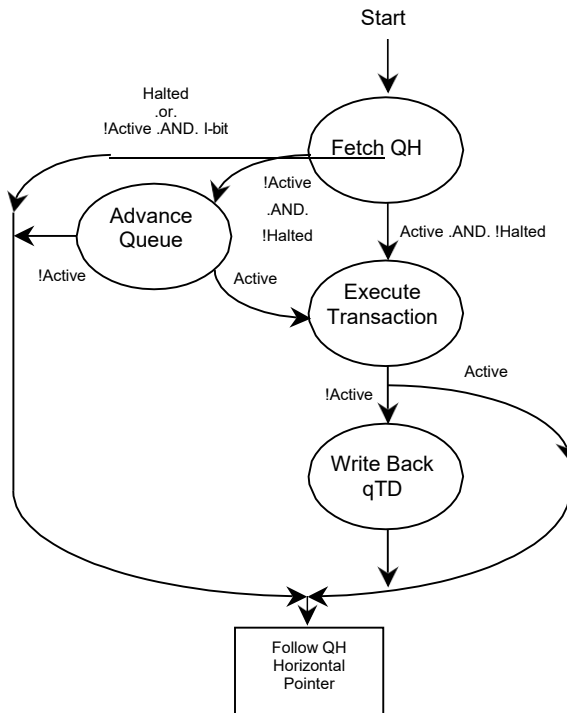 Start
Halted
.or.
!Active .AND. I-bit
Fetch QH
!Active
.AND.
!Halted
Advance
Queue
Active .AND. !Halted
!Active
Active
Execute
Transaction
Active
!Active
Write Back
qTD
Follow QH
Horizontal
Pointer